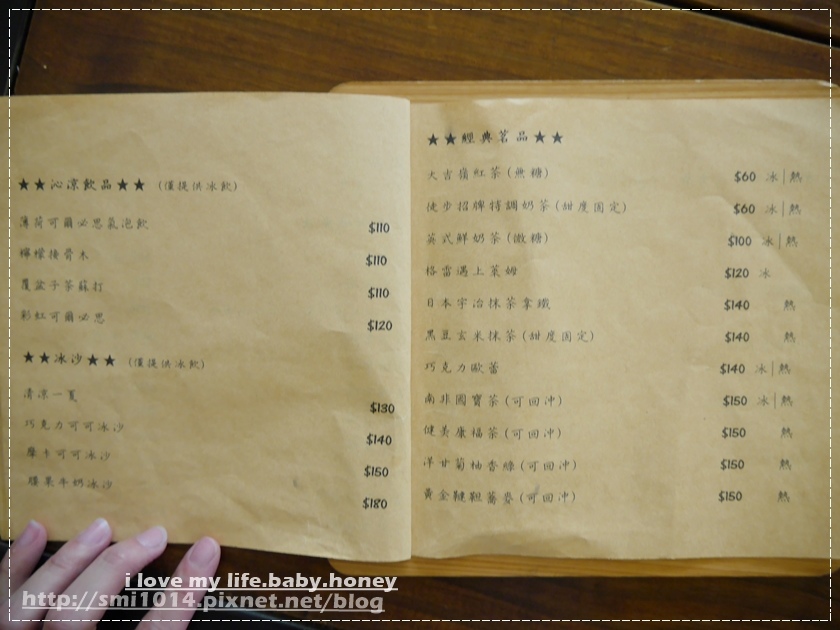 ★★沁涼飲品★★ (僅提供冰飲)
薄荷可爾必思氣泡飲 $110
檸檬接骨木 $110
覆盆子茶蘇打 $110
彩虹可爾必思 $120
★★冰沙★★ (僅提供冰飲)
清涼一夏 $130
巧克力可可冰沙 $140
摩卡可可冰沙 $150
腰果牛奶冰沙 $180
★★經典茗品★★
大吉嶺紅茶(無糖) $60 冰|熱
徒步招牌特調奶茶(甜度固定) $60 冰|熱
英式鮮奶茶(微糖) $100 冰|熱
格雷遇上萊姆 $120 冰
日本宇治抹茶拿鐵 $140 熱
黑豆玄米抹茶(甜度固定) $140 熱
巧克力歐蕾 $140 冰|熱
南非國寶茶(可回沖) $150 冰|熱
健美康福茶(可回沖) $150 熱
洋甘菊柚香綠(可回沖) $150 熱
黃金韃靼蕎麥(可回沖) $150 熱
i love my life.baby.honey
http://smi1014.pixnet.net/blog